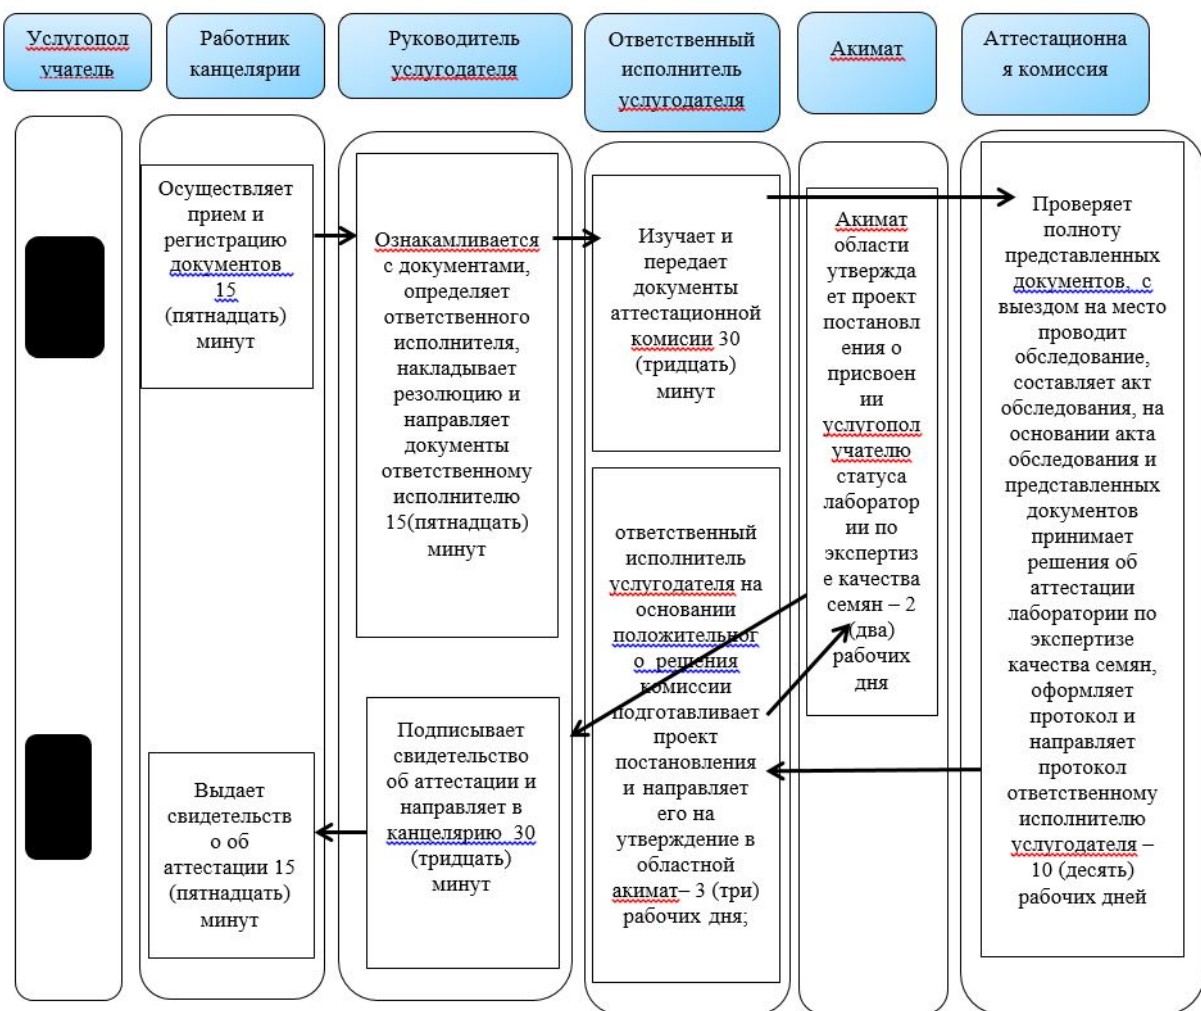 Услугопол
учатель
Работник
канцелярии
Руководитель
услугодателя
Ответственный
исполнитель
услугодателя
Акимат
Аттестационна
я комиссия
Осуществляет
прием и
регистрацию
документов
15
(пятнадцать)
минут
Ознакамливается
с документами,
определяет
ответственного
исполнителя,
накладывает
резолюцию и
направляет
документы
ответственному
исполнителю
15(пятнадцать)
минут
Изучает и
передает
документы
аттестационной
комисии 30
(тридцать)
минут
Акимат
области
утвержда
ет проект
постановл
ения о
присвоен
ии
услугопол
учателю
статуса
лаборатор
ии по
экспертиз
е качества
семян – 2
(два)
рабочих
дня
Проверяет
полноту
представленных
документов, с
выездом на место
проводит
обследование,
составляет акт
обследования, на
основании акта
обследования и
представленных
документов
принимает
решения об
аттестации
лаборатории по
экспертизе
качества семян,
оформляет
протокол и
направляет
протокол
ответственному
исполнителю
услугодателя –
10 (десять)
рабочих дней
ответственный
исполнитель
услугодателя на
основании
положительног
о решения
комиссии
подготавливает
проект
постановления
и направляет
его на
утверждение в
областной
акимат– 3 (три)
рабочих дня;
Подписывает
свидетельство
об аттестации и
направляет в
канцелярию 30
(тридцать)
минут
Выдает
свидетельств
о об
аттестации 15
(пятнадцать)
минут